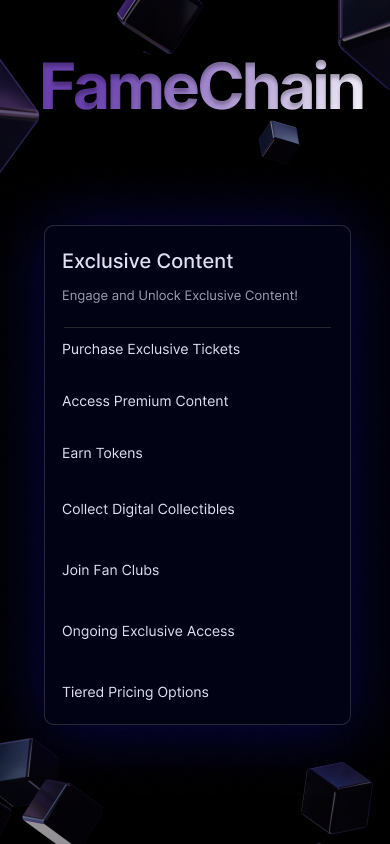 FameChain
Exclusive Content
Engage and Unlock Exclusive Content!
Purchase Exclusive Tickets
Access Premium Content
Earn Tokens
Collect Digital Collectibles
Join Fan Clubs
Ongoing Exclusive Access
Tiered Pricing Options